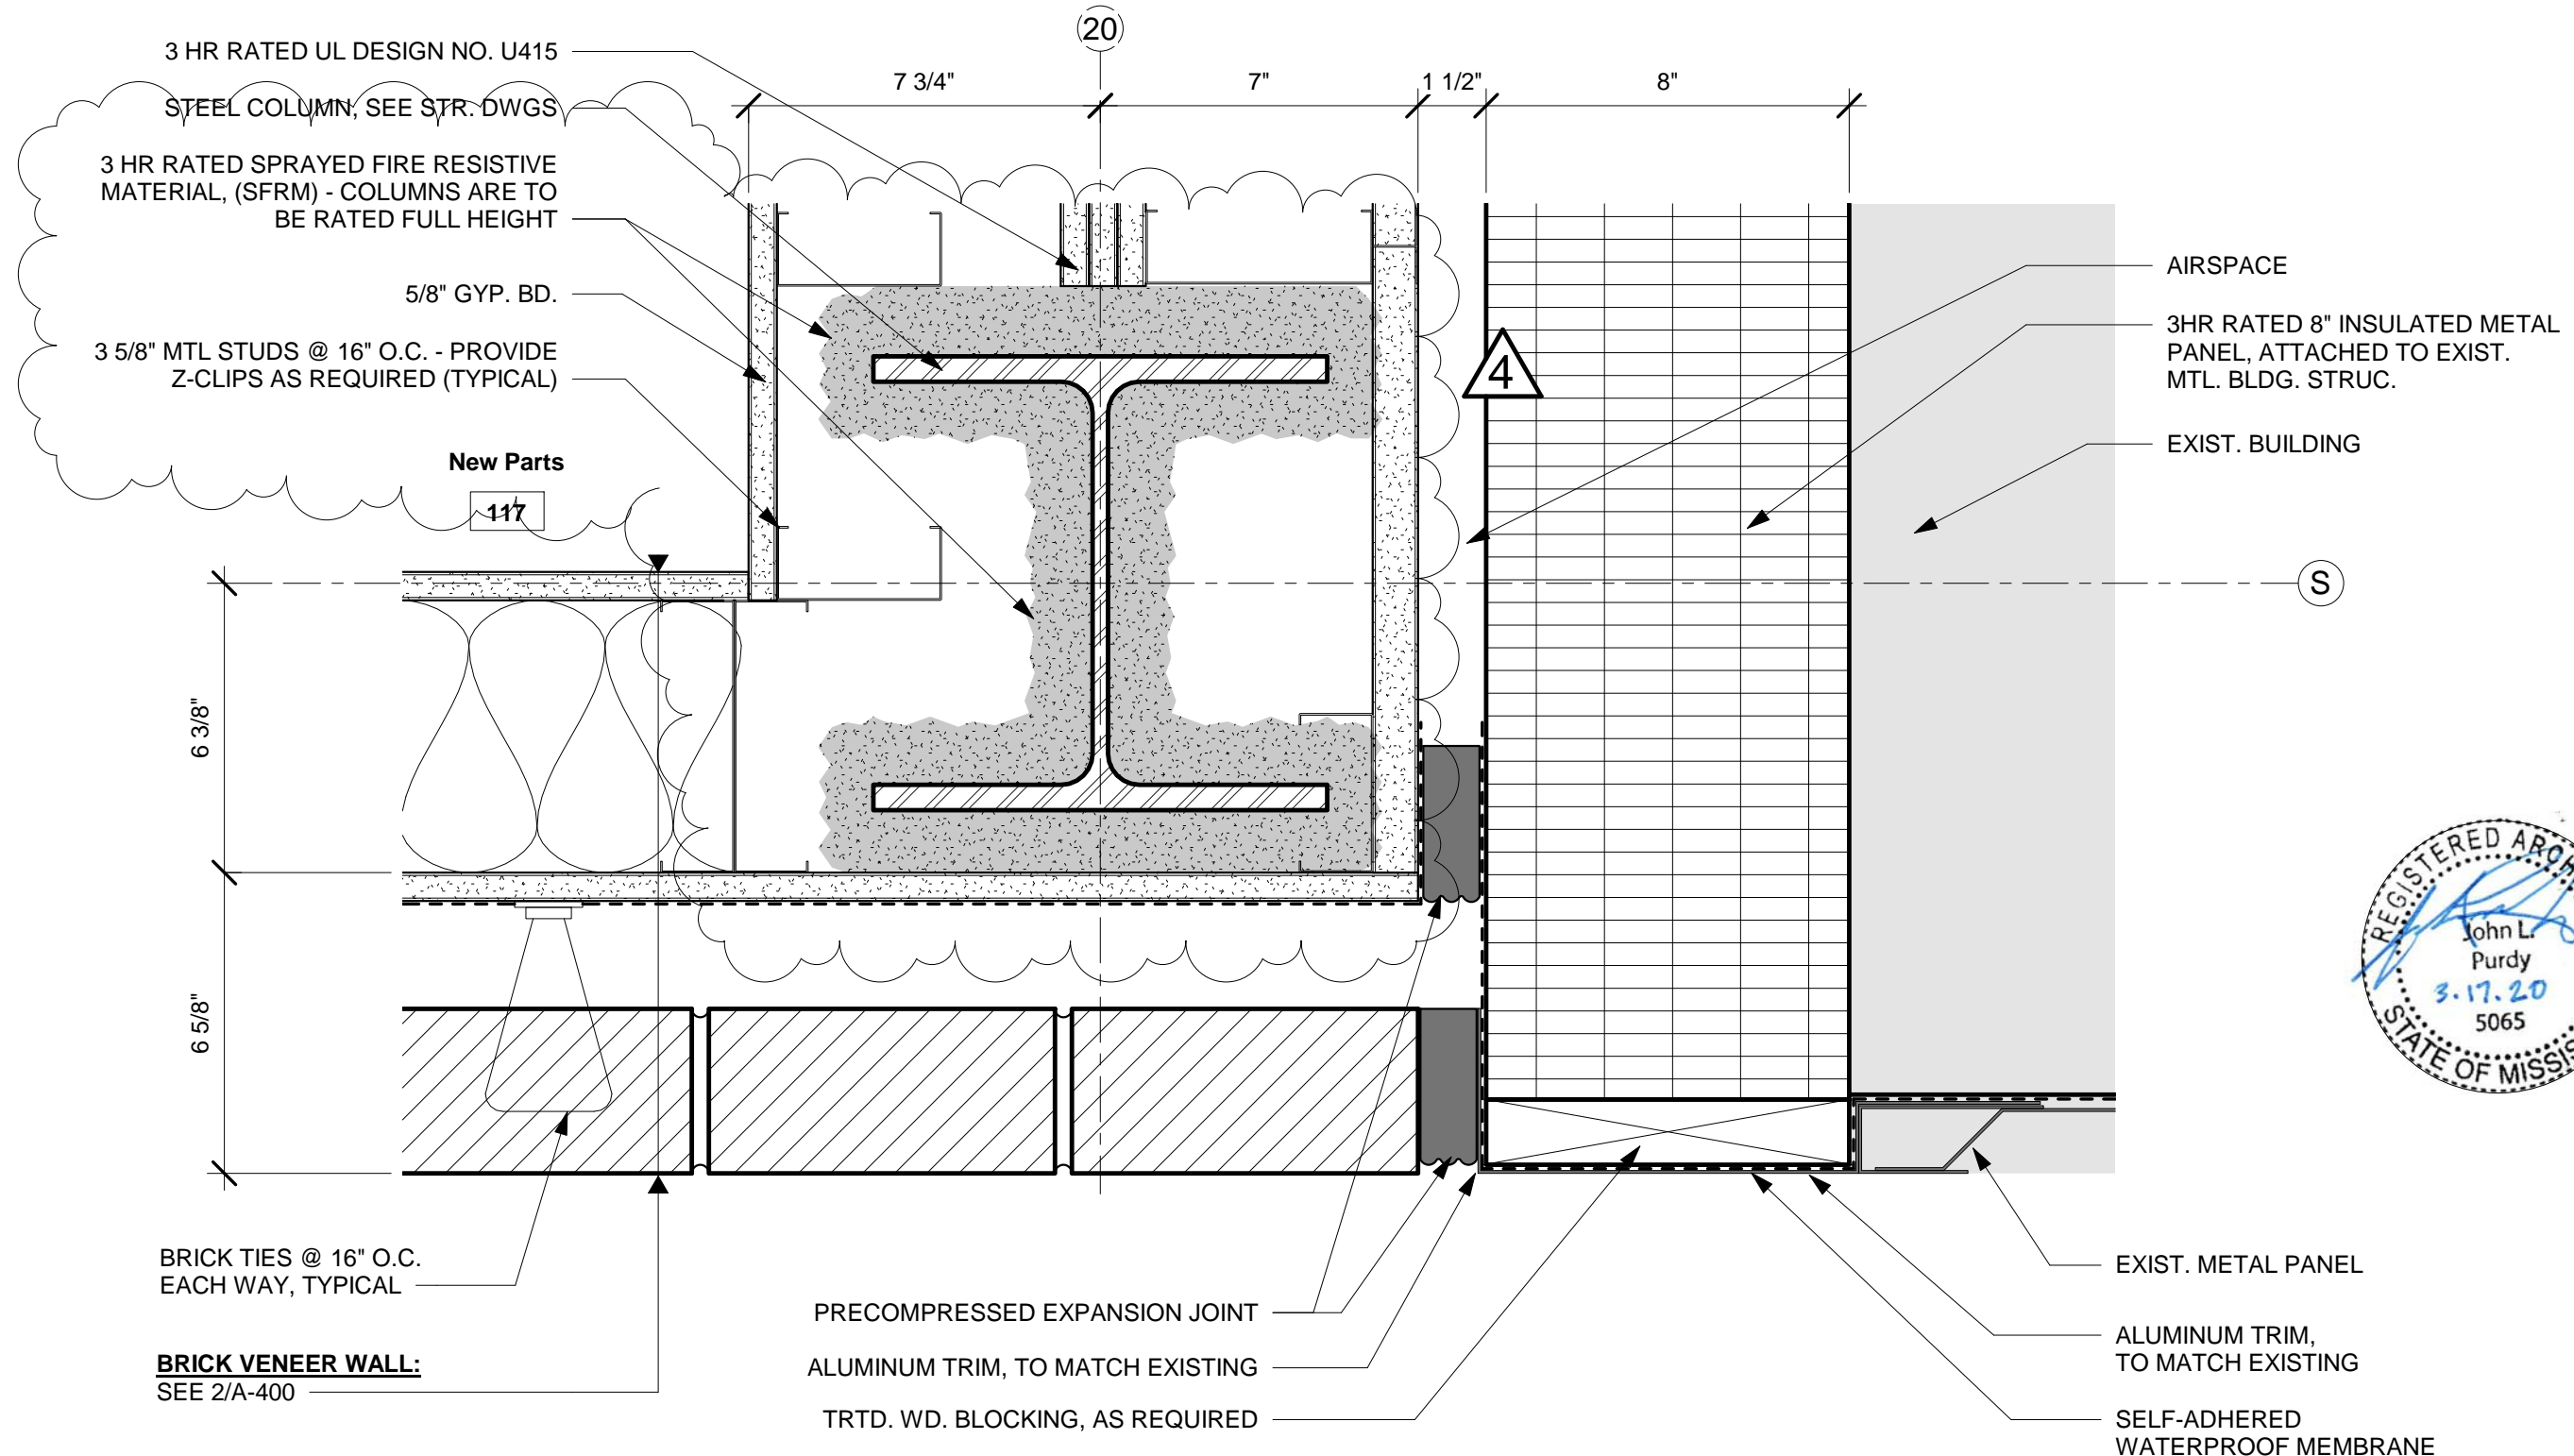 20
3 HR RATED UL DESIGN NO. U415
7 3/4"
7"
1 1/2"
8"
STEEL COLUMN, SEE STR. DWGS
3 HR RATED SPRAYED FIRE RESISTIVE
MATERIAL, (SFRM) - COLUMNS ARE TO
BE RATED FULL HEIGHT
5/8" GYP. BD.
3 5/8" MTL STUDS @ 16" O.C. - PROVIDE
Z-CLIPS AS REQUIRED (TYPICAL)
New Parts
117
AIRSPACE
3HR RATED 8" INSULATED METAL
PANEL, ATTACHED TO EXIST.
MTL. BLDG. STRUC.
4
EXIST. BUILDING
S
6 3/8"
6 5/8"
REGISTERED
John L.
Purdy
3.17.20
5065
STATE OF
BRICK TIES @ 16" O.C.
EACH WAY, TYPICAL
BRICK VENEER WALL:
SEE 2/A-400
PRECOMPRESSED EXPANSION JOINT
ALUMINUM TRIM, TO MATCH EXISTING
TRTD. WD. BLOCKING, AS REQUIRED
EXIST. METAL PANEL
ALUMINUM TRIM,
TO MATCH EXISTING
SELF-ADHERED
WATERPROOF MEMBRANE